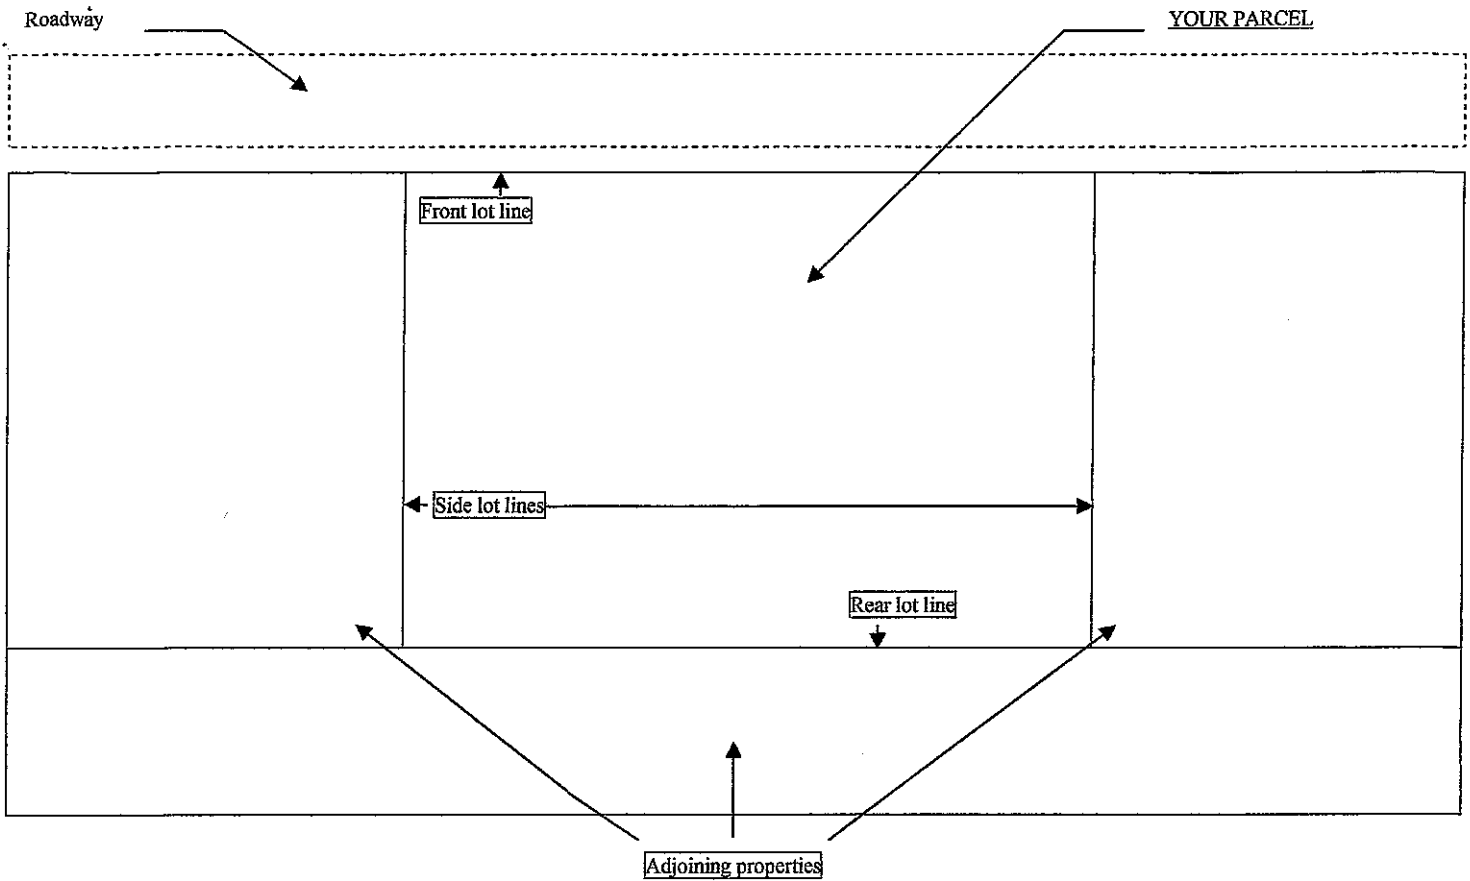 Roadway
YOUR PARCEL
Front lot line
Side lot lines
Rear lot line
Adjoining properties